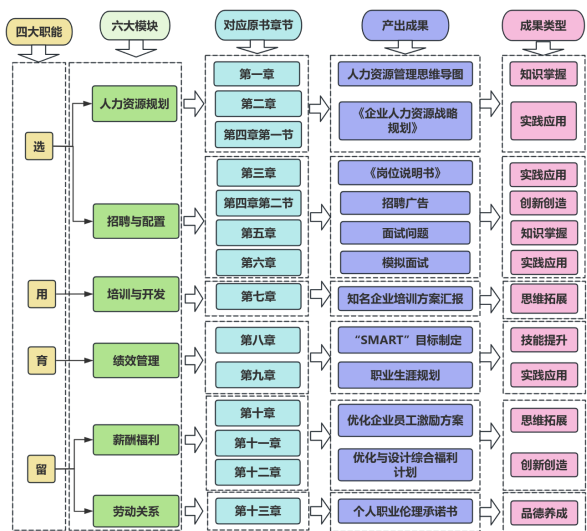 四大职能
六大模块
对应原书章节
产出成果
成果类型
选
人力资源规划
第一章
第二章
第四章第一节
人力资源管理思维导图
《企业人力资源战略
规划》
知识掌握
实践应用
招聘与配置
第三章
第四章第二节
第五章
第六章
《岗位说明书》
招聘广告
面试问题
模拟面试
实践应用
创新创造
知识掌握
实践应用
用
培训与开发
第七章
知名企业培训方案汇报
思维拓展
育
绩效管理
第八章
第九章
“SMART”目标制定
职业生涯规划
技能提升
实践应用
留
薪酬福利
第十章
第十一章
第十二章
优化企业员工激励方案
优化与设计综合福利
计划
思维拓展
创新创造
劳动关系
第十三章
个人职业伦理承诺书
品德养成